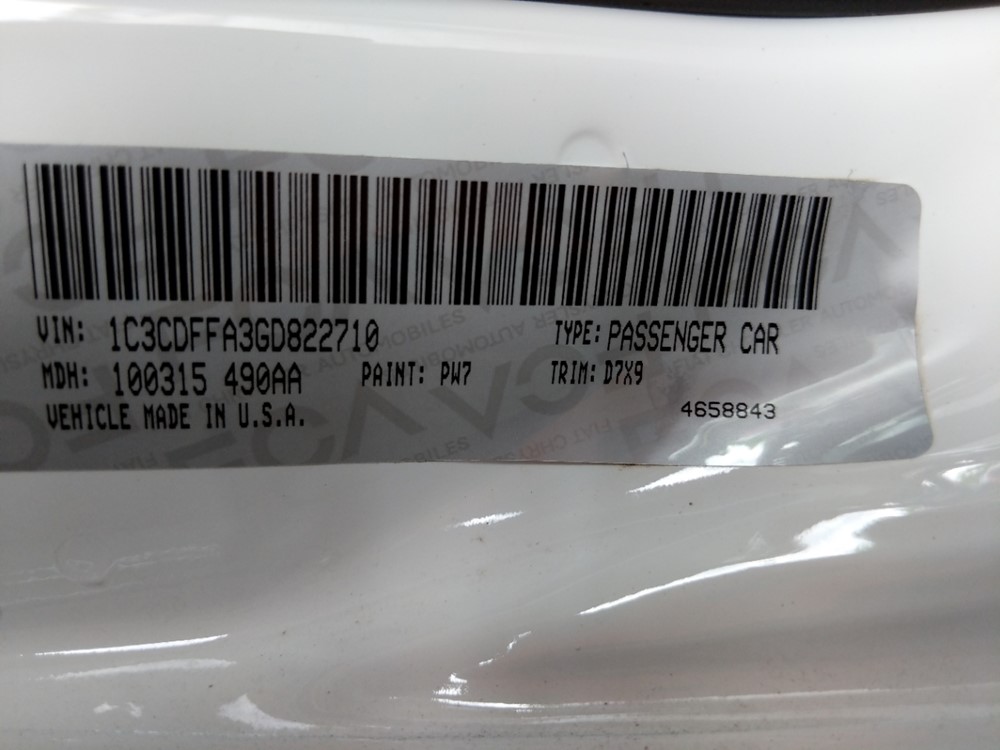 VIN: 1C3CDFFA3GD822710 TYPE: PASSENGER CAR
MDH: 100315 490AA PAINT: PW7 TRIM: D7X9
VEHICLE MADE IN U.S.A. 4658843